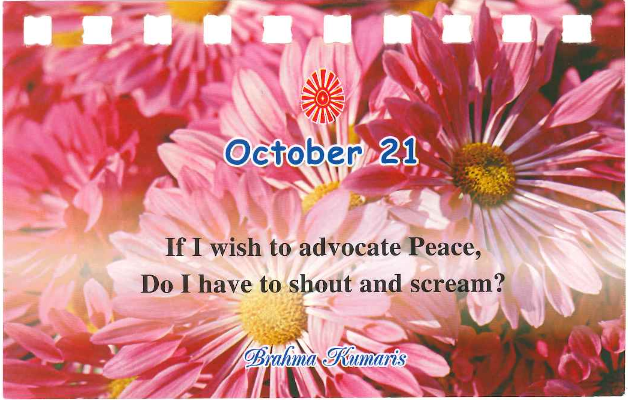 October 21
If I wish to advocate Peace,
Do I have to shout and scream?
Brahma Kumaris